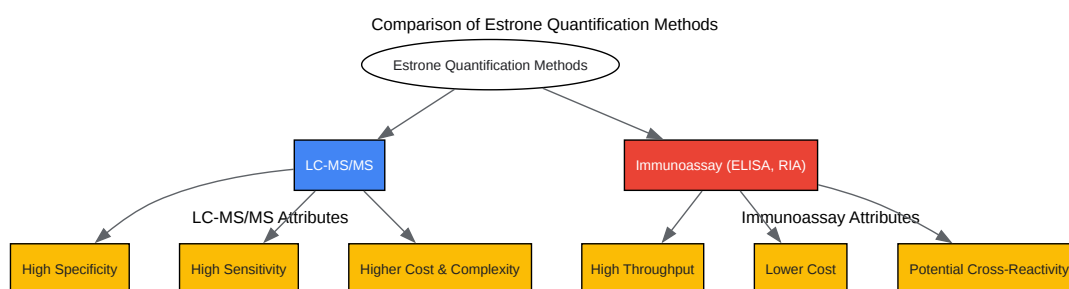 Comparison of Estrone Quantification Methods
Estrone Quantification Methods
LC-MS/MS
Immunoassay (ELISA, RIA)
LC-MS/MS Attributes
Immunoassay Attributes
High Specificity
High Sensitivity
Higher Cost & Complexity
High Throughput
Lower Cost
Potential Cross-Reactivity